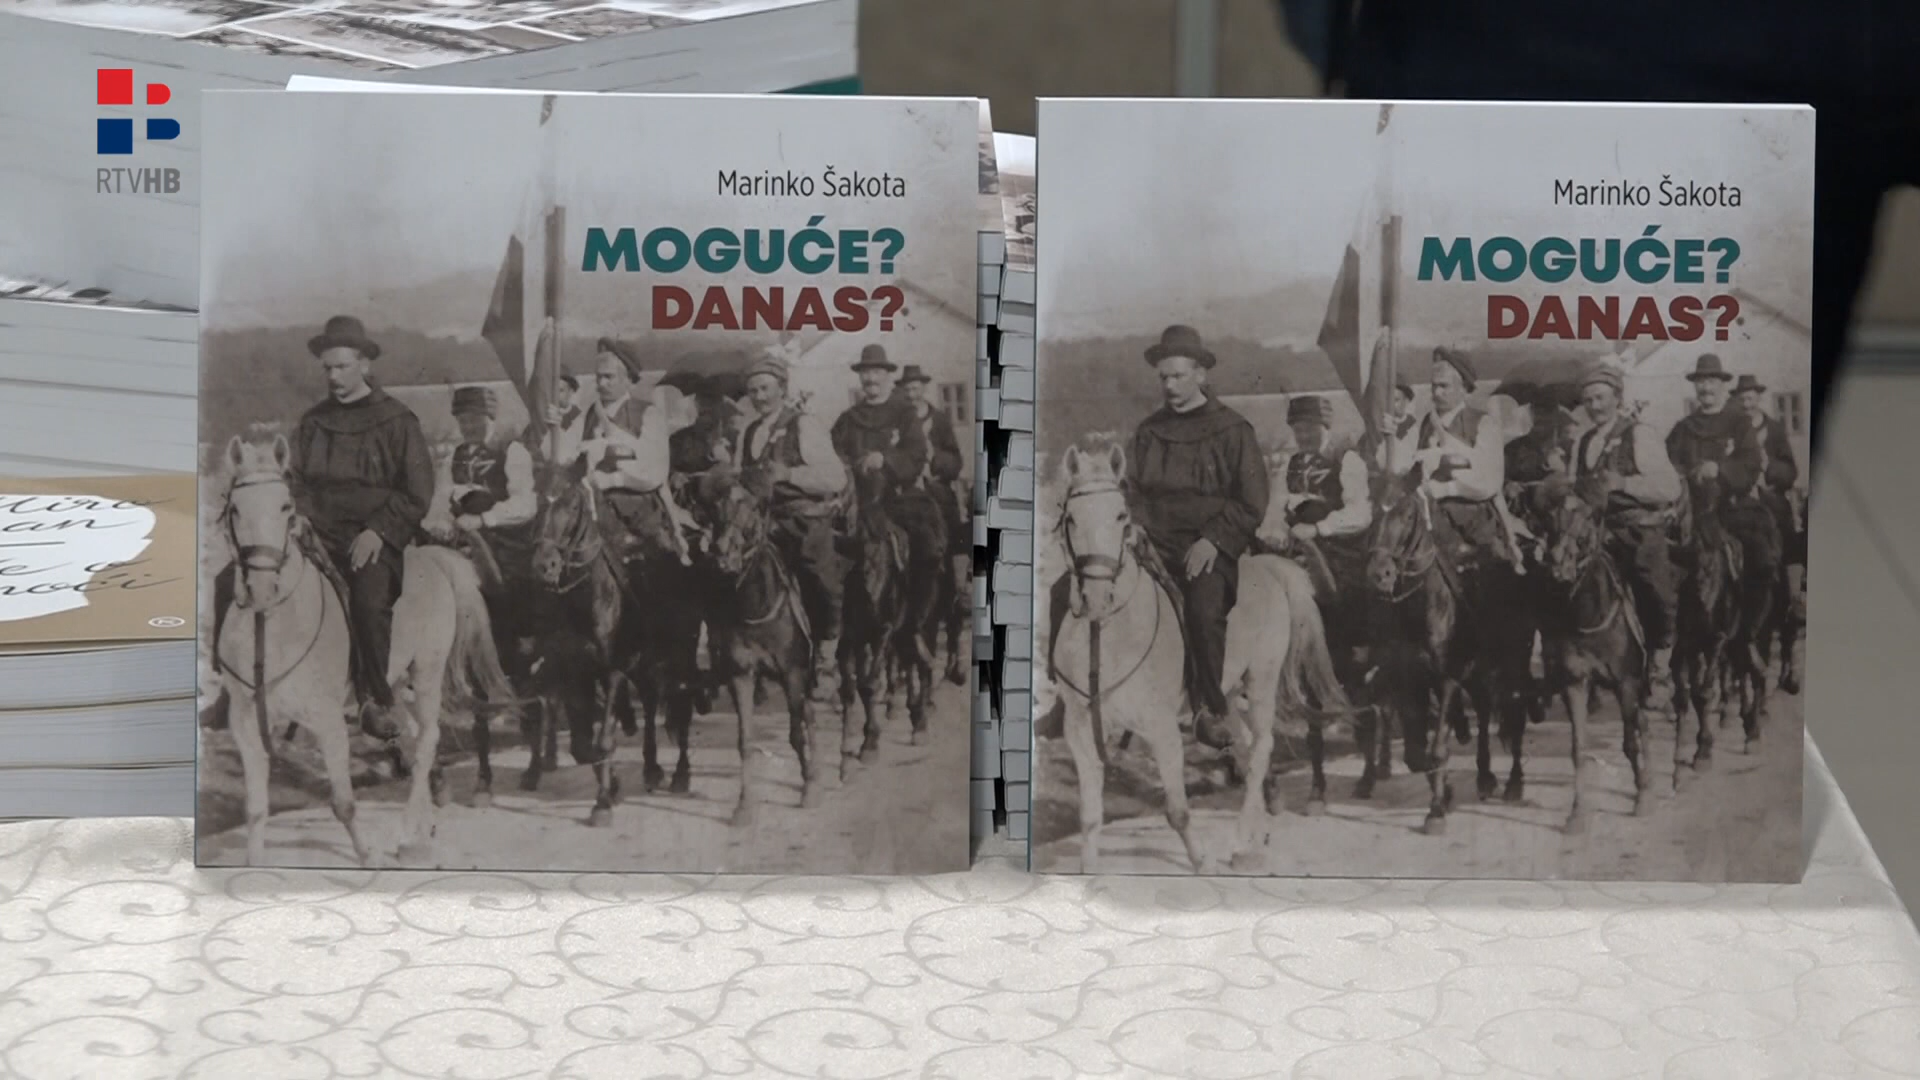 RTVHB
Marinko Šakota
MOGUĆE?
DANAS?
Marinko Šakota
MOGUĆE?
DANAS?